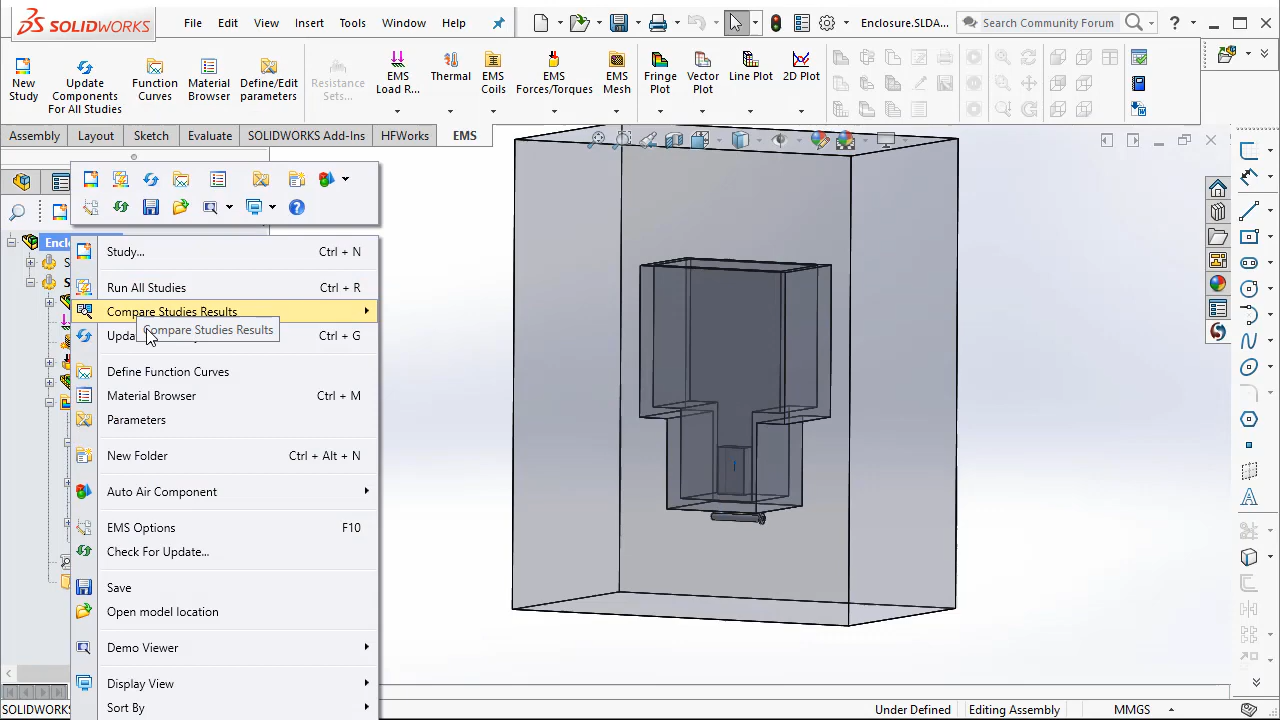 SOLIDWORKS
File Edit View Insert Tools Window Help
Enclosure.SLDA...
Search Community Forum
New Study
Update Components For All Studies
Function Curves
Material Browser
Define/Edit parameters
Resistance Sets...
EMS Load R...
Thermal
EMS Coils
EMS Forces/Torques
EMS Mesh
Fringe Plot
Vector Plot
Line Plot
2D Plot
Assembly Layout Sketch Evaluate SOLIDWORKS Add-Ins HFWorks EMS
Encl
S
S
Study... Ctrl + N
Run All Studies Ctrl + R
Compare Studies Results
Compare Studies Results
Upda Ctrl + G
Define Function Curves
Material Browser Ctrl + M
Parameters
New Folder Ctrl + Alt + N
Auto Air Component
EMS Options F10
Check For Update...
Save
Open model location
Demo Viewer
Display View
Sort By
SOLIDWORKS
Under Defined Editing Assembly MMGS